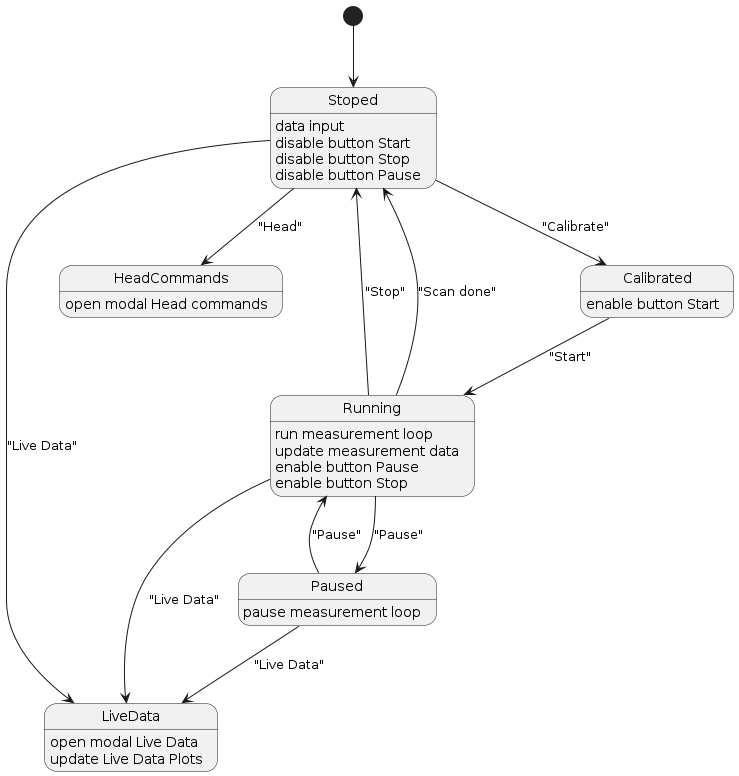 Stoped
data input
disable button Start
disable button Stop
disable button Pause
"Head"
"Calibrate"
HeadCommands
open modal Head commands
"Stop"
"Scan done"
Calibrated
enable button Start
"Start"
Running
run measurement loop
update measurement data
enable button Pause
enable button Stop
"Live Data"
"Pause"
"Pause"
Paused
pause measurement loop
"Live Data"
"Live Data"
LiveData
open modal Live Data
update Live Data Plots